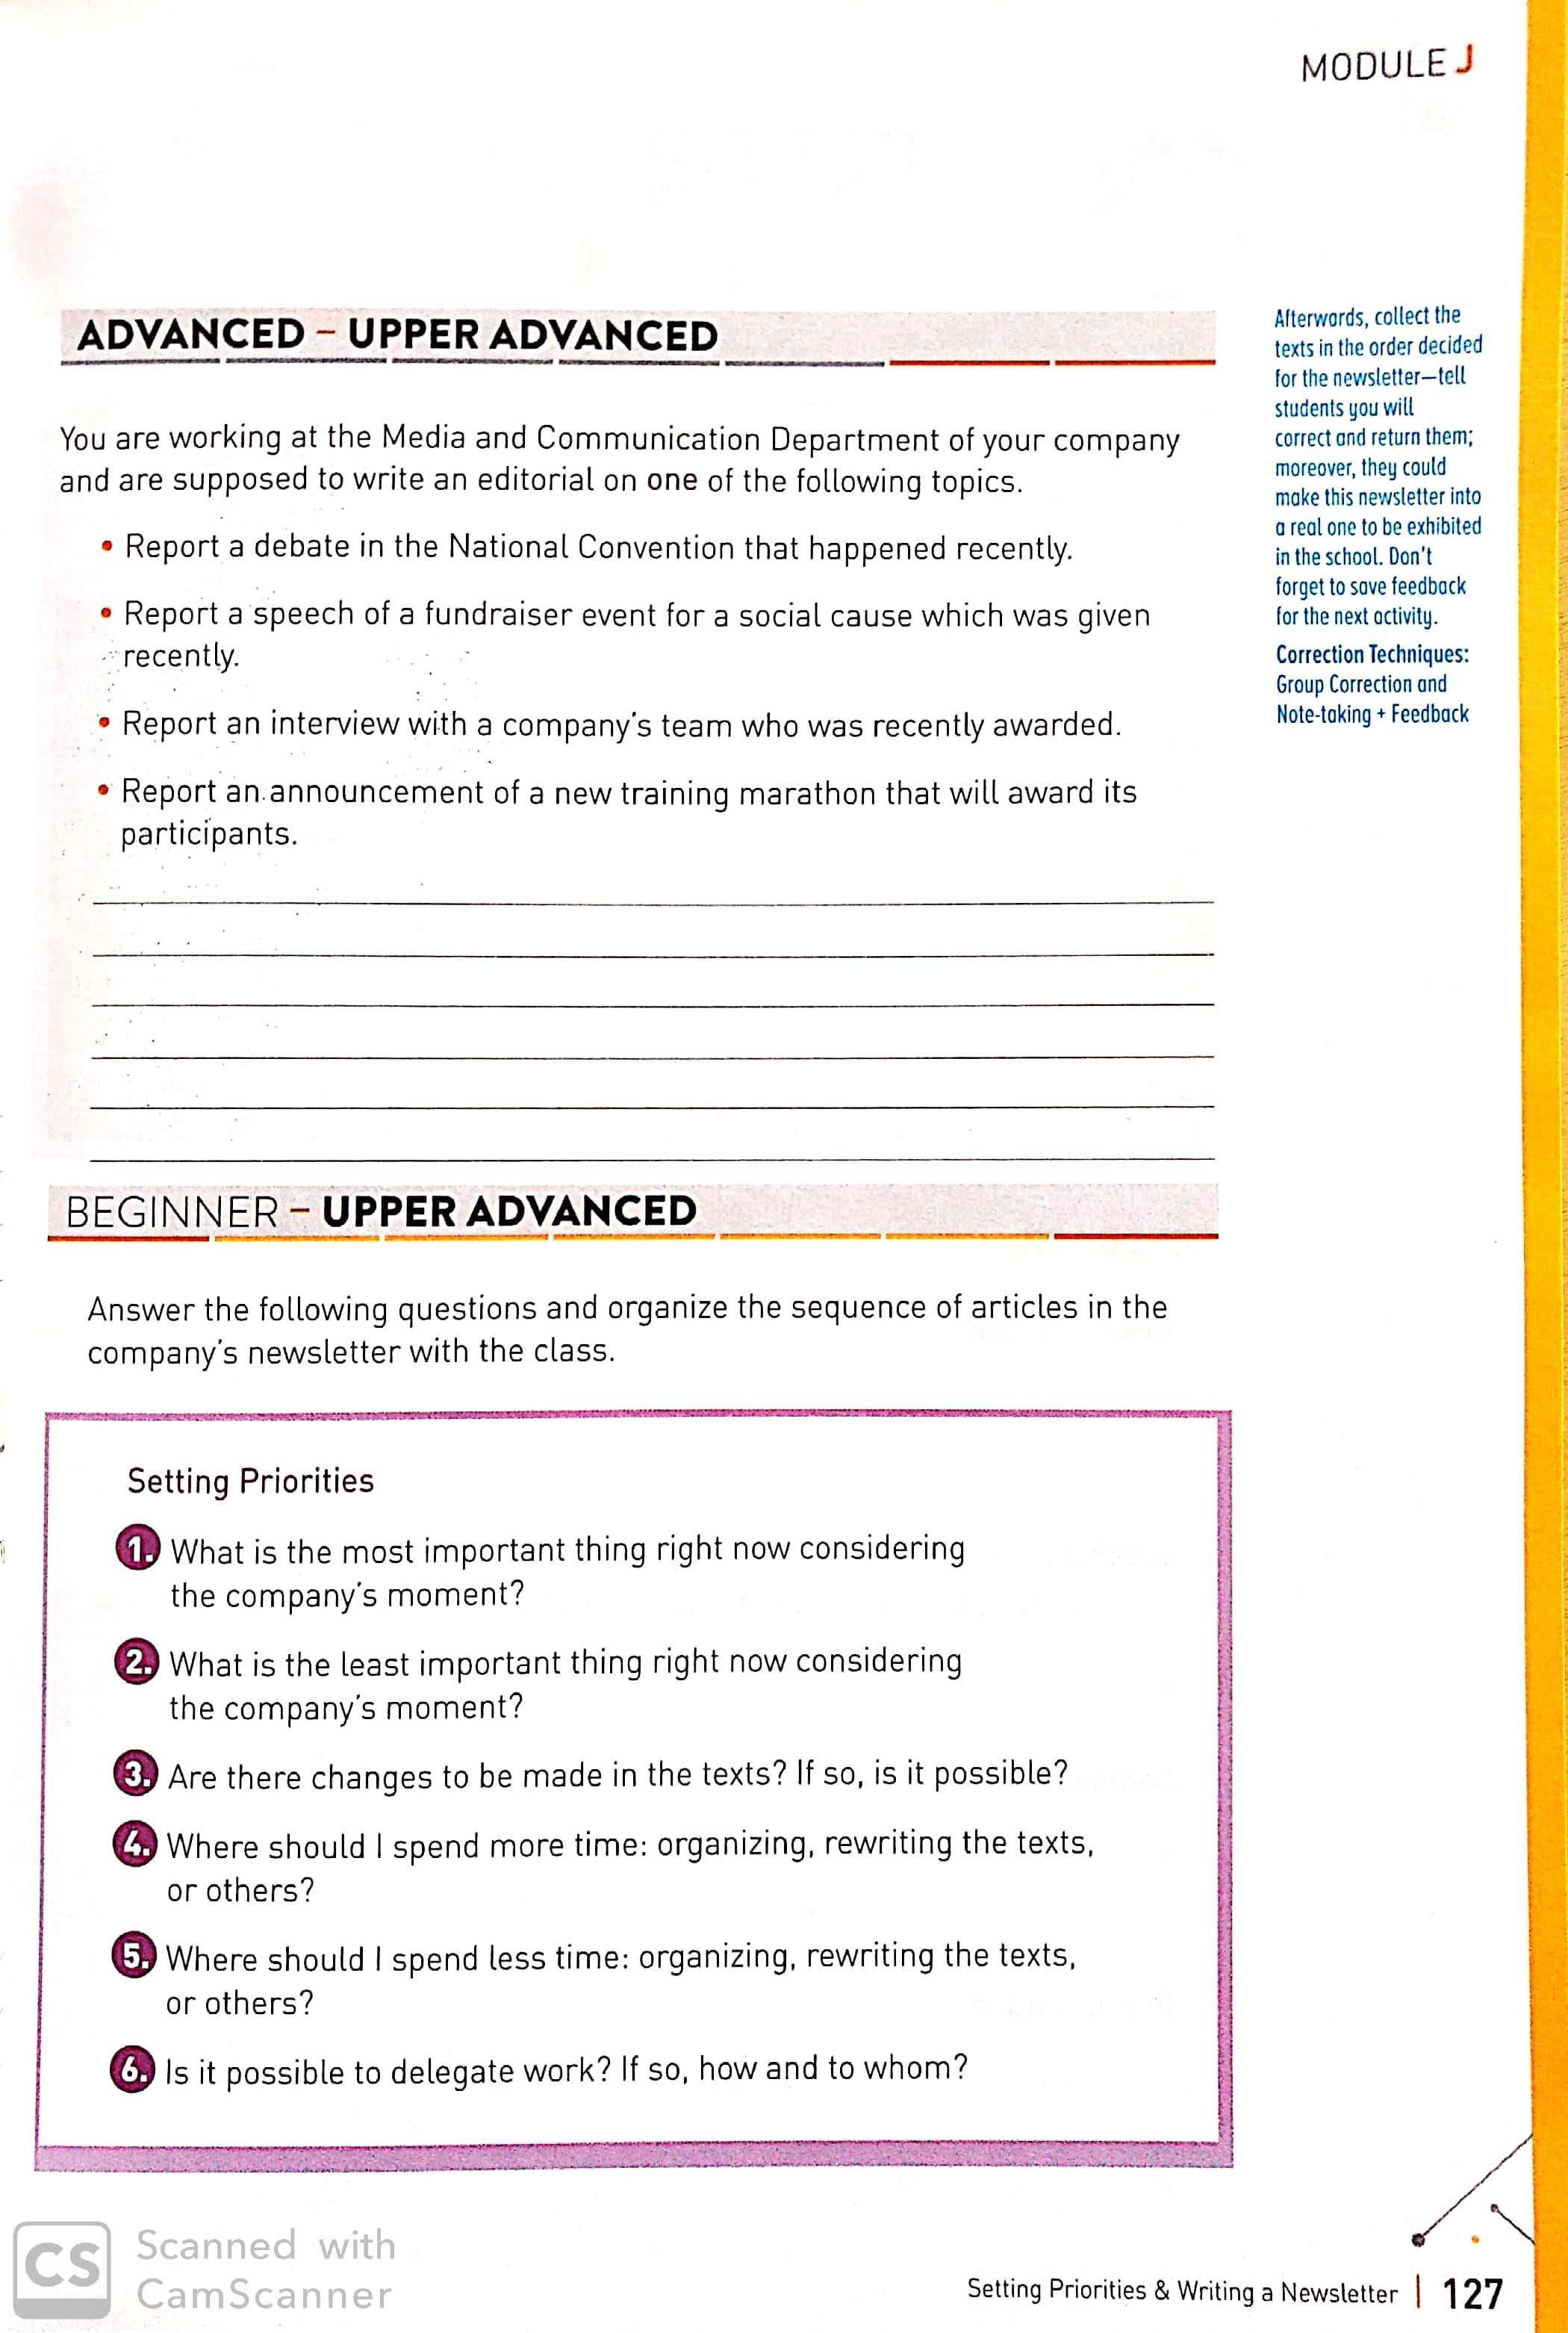 MODULE J
ADVANCED – UPPER ADVANCED
You are working at the Media and Communication Department of your company
and are supposed to write an editorial on one of the following topics.
• Report a debate in the National Convention that happened recently.
• Report a speech of a fundraiser event for a social cause which was given
recently.
• Report an interview with a company's team who was recently awarded.
• Report an announcement of a new training marathon that will award its
participants.
Afterwards, collect the
texts in the order decided
for the newsletter—tell
students you will
correct and return them;
moreover, they could
make this newsletter into
a real one to be exhibited
in the school. Don't
forget to save feedback
for the next activity.
Correction Techniques:
Group Correction and
Note-taking + Feedback
BEGINNER – UPPER ADVANCED
Answer the following questions and organize the sequence of articles in the
company's newsletter with the class.
Setting Priorities
1. What is the most important thing right now considering
the company's moment?
2. What is the least important thing right now considering
the company's moment?
3. Are there changes to be made in the texts? If so, is it possible?
4. Where should I spend more time: organizing, rewriting the texts,
or others?
5. Where should I spend less time: organizing, rewriting the texts,
or others?
6. Is it possible to delegate work? If so, how and to whom?
CS Scanned with
CamScanner
Setting Priorities & Writing a Newsletter | 127